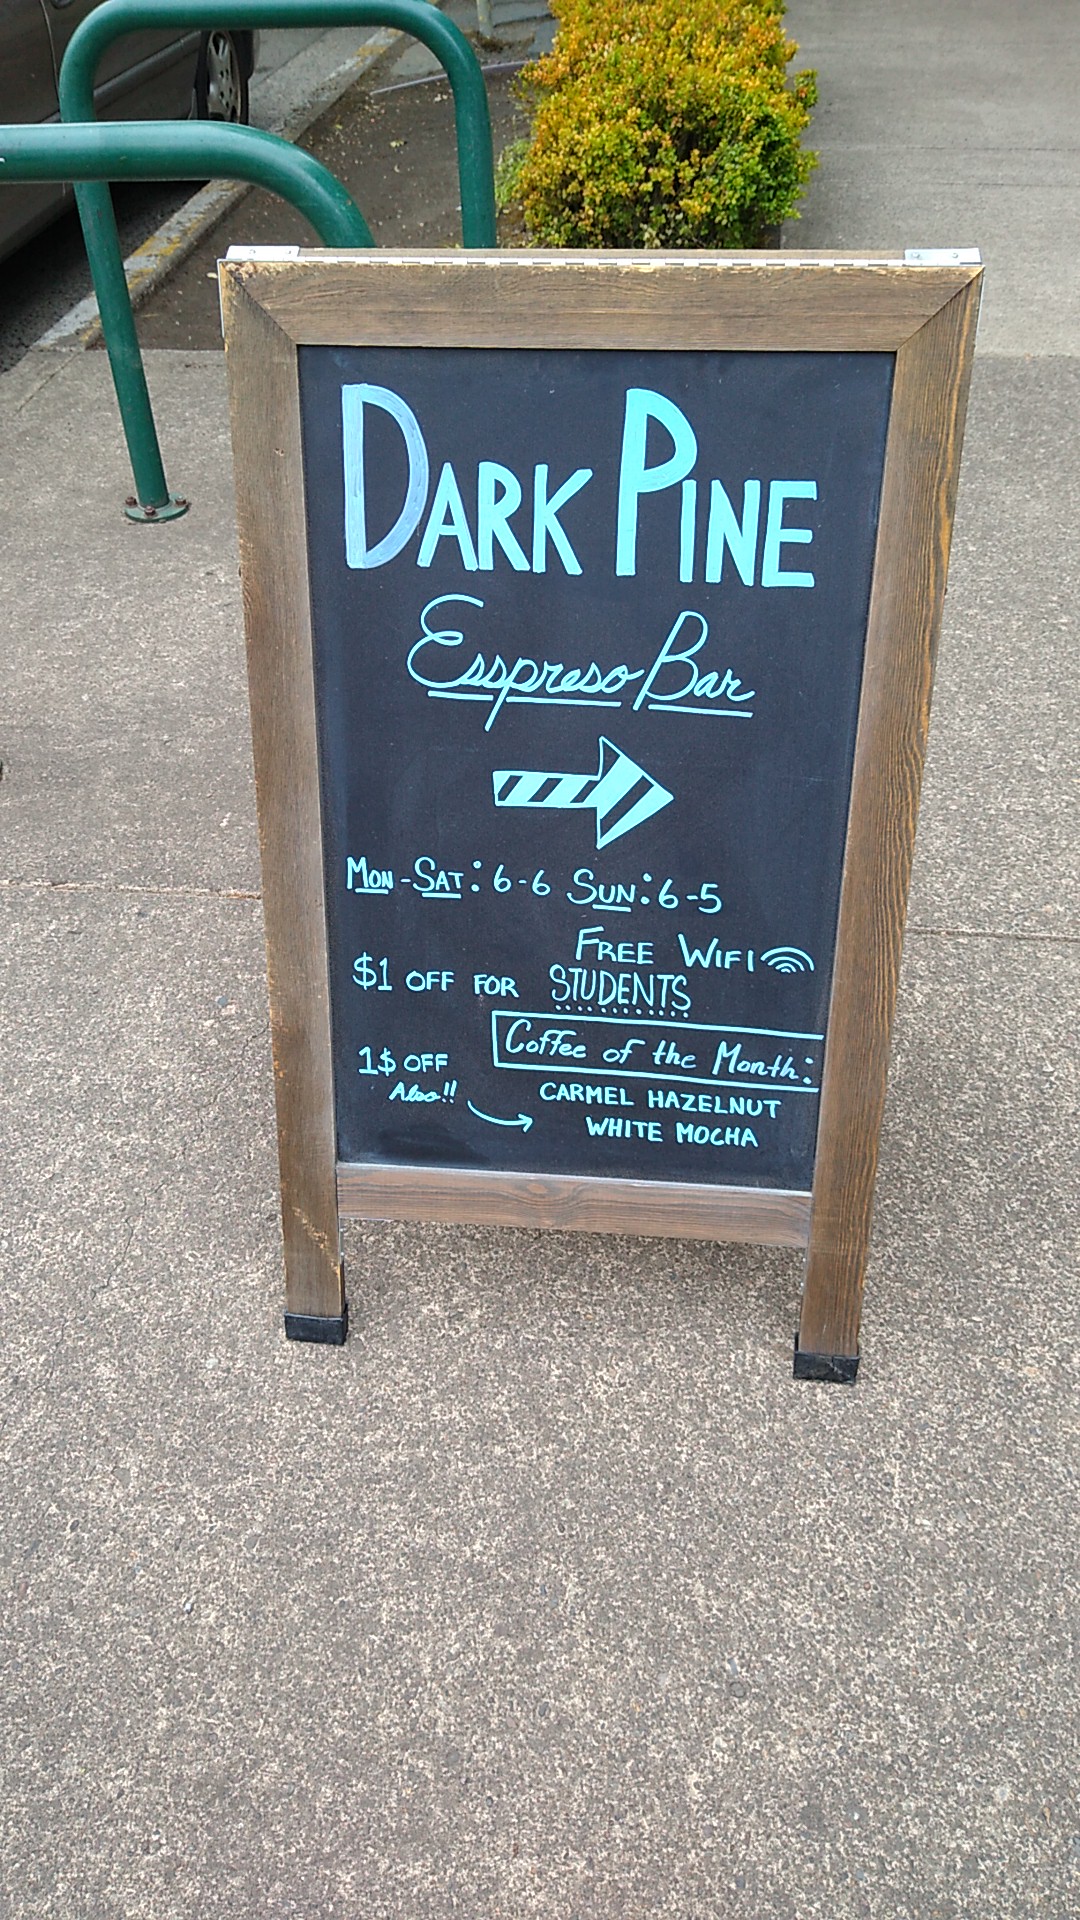 DARK PINE
Esspreso Bar
MON-SAT: 6-6 SUN: 6-5
FREE WIFI
$1 OFF FOR STUDENTS
Coffee of the Month:
1$ OFF
Also!!
CARMEL HAZELNUT
WHITE MOCHA